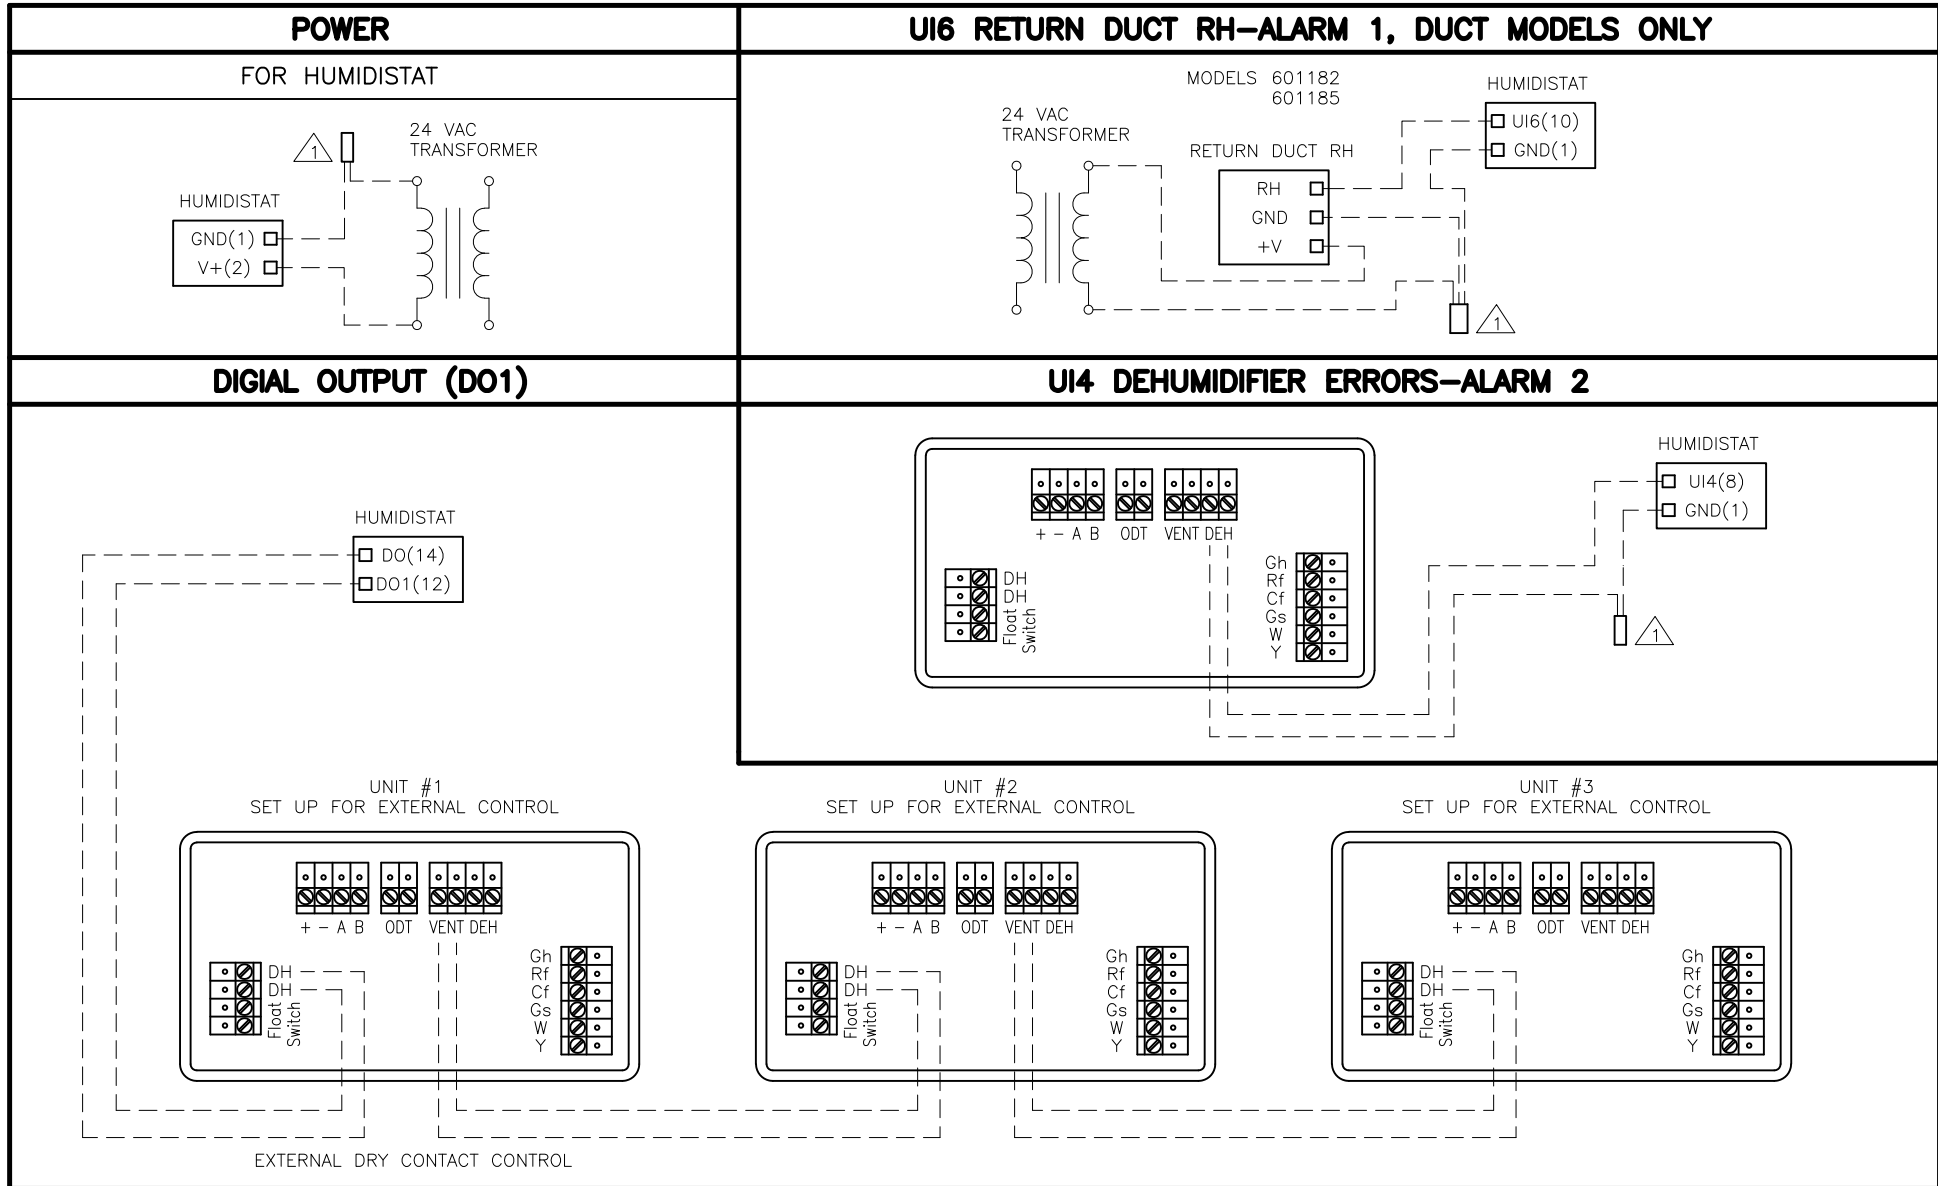 POWER
FOR HUMIDISTAT
1
24 VAC
TRANSFORMER
HUMIDISTAT
GND(1)
V+(2)
UI6 RETURN DUCT RH-ALARM 1, DUCT MODELS ONLY
MODELS 601182
601185
24 VAC
TRANSFORMER
RETURN DUCT RH
RH
GND
+V
HUMIDISTAT
UI6(10)
GND(1)
1
DIGIAL OUTPUT (DO1)
HUMIDISTAT
DO(14)
DO1(12)
UI4 DEHUMIDIFIER ERRORS-ALARM 2
HUMIDISTAT
UI4(8)
GND(1)
1
+ - A B ODT VENT DEH
DH
DH
Float
Switch
Gh
Rf
Cf
Gs
W
Y
UNIT #1
SET UP FOR EXTERNAL CONTROL
+ - A B ODT VENT DEH
DH
DH
Float
Switch
Gh
Rf
Cf
Gs
W
Y
UNIT #2
SET UP FOR EXTERNAL CONTROL
+ - A B ODT VENT DEH
DH
DH
Float
Switch
Gh
Rf
Cf
Gs
W
Y
UNIT #3
SET UP FOR EXTERNAL CONTROL
+ - A B ODT VENT DEH
DH
DH
Float
Switch
Gh
Rf
Cf
Gs
W
Y
EXTERNAL DRY CONTACT CONTROL